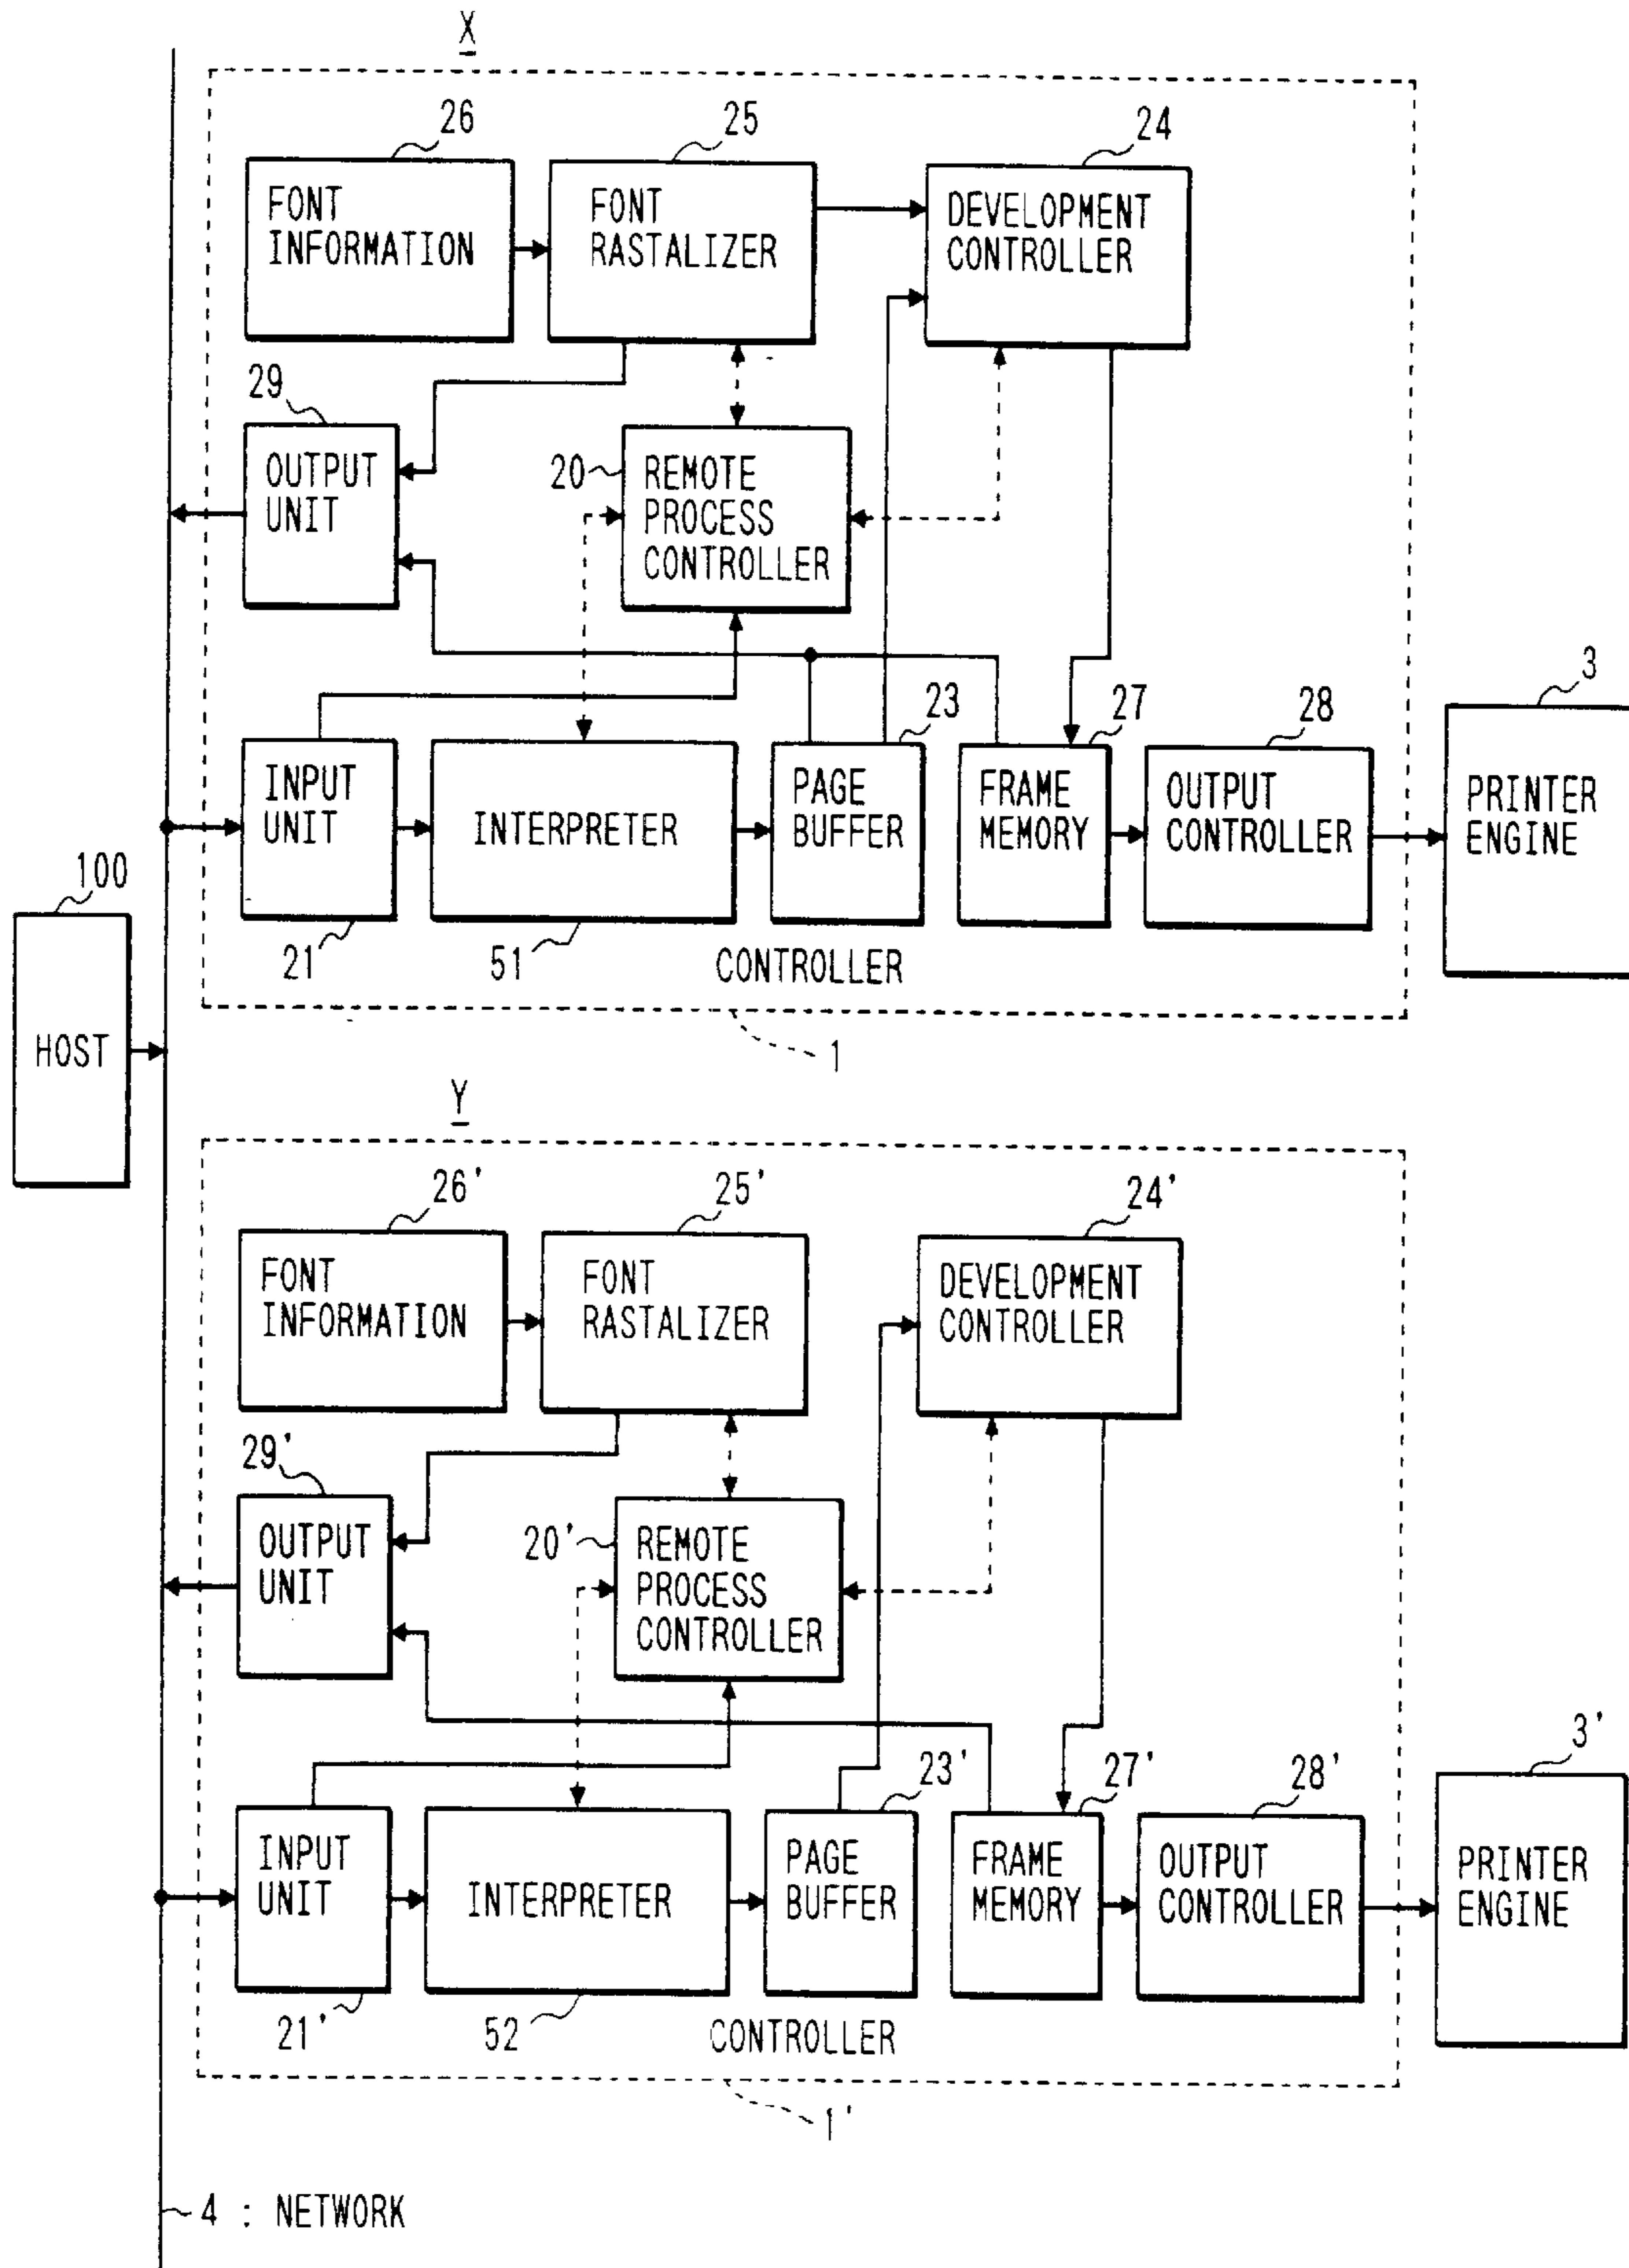 X
26
25
24
FONT
INFORMATION
FONT
RASTALIZER
DEVELOPMENT
CONTROLLER
29
OUTPUT
UNIT
20
REMOTE
PROCESS
CONTROLLER
23
27
28
3
INPUT
UNIT
INTERPRETER
PAGE
BUFFER
FRAME
MEMORY
OUTPUT
CONTROLLER
PRINTER
ENGINE
100
HOST
21
51
CONTROLLER
1
Y
26'
25'
24'
FONT
INFORMATION
FONT
RASTALIZER
DEVELOPMENT
CONTROLLER
29'
OUTPUT
UNIT
20'
REMOTE
PROCESS
CONTROLLER
23'
27'
28'
3'
INPUT
UNIT
INTERPRETER
PAGE
BUFFER
FRAME
MEMORY
OUTPUT
CONTROLLER
PRINTER
ENGINE
21'
52
CONTROLLER
1'
4 : NETWORK